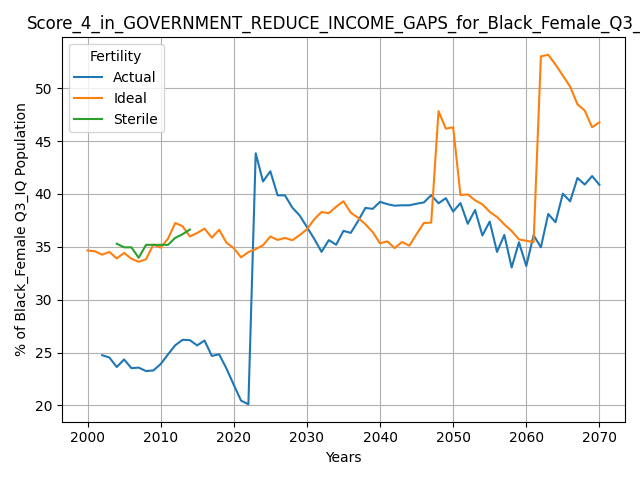 Score_4_in_GOVERNMENT_REDUCE_INCOME_GAPS_for_Black_Female_Q3_
Fertility
Actual
Ideal
Sterile
% of Black_Female Q3_IQ Population
50
45
40
35
30
25
20
2000 2010 2020 2030 2040 2050 2060 2070
Years